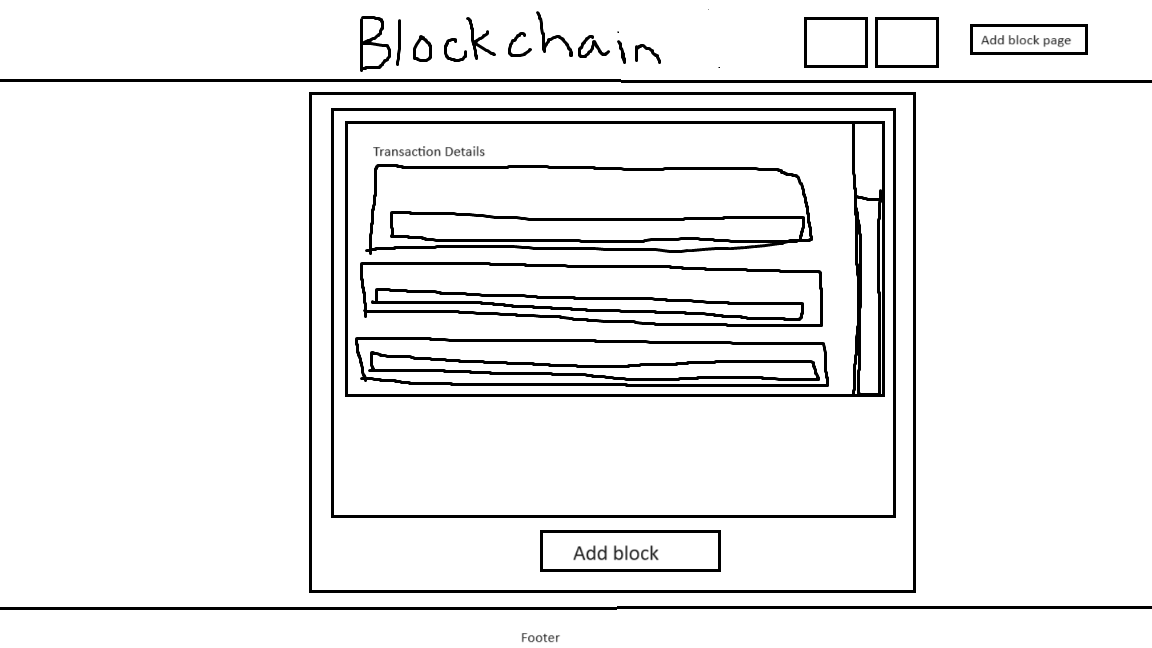 Blockchain
Add block page
Transaction Details
Add block
Footer